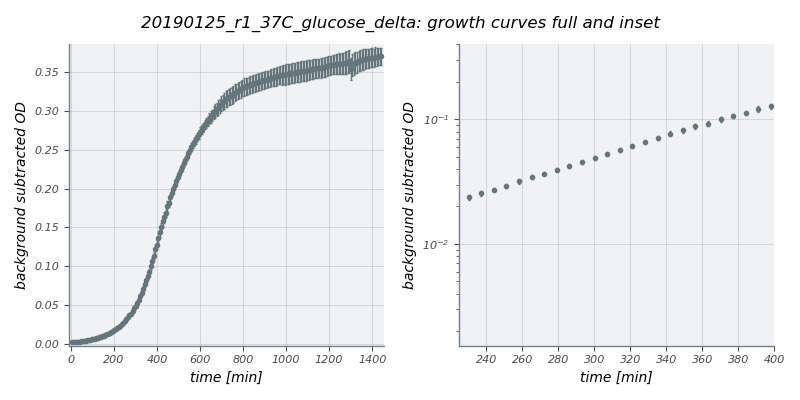 20190125_r1_37C_glucose_delta: growth curves full and inset
background subtracted OD
0.35
0.30
0.25
0.20
0.15
0.10
0.05
0.00
0 200 400 600 800 1000 1200 1400
time [min]
background subtracted OD
10⁻¹
10⁻²
240 260 280 300 320 340 360 380 400
time [min]